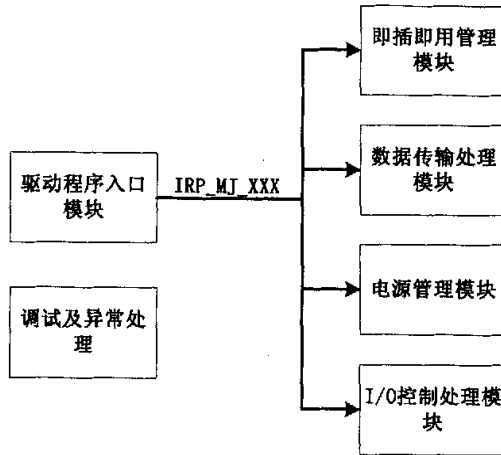 即插即用管理
模块
数据传输处理
模块
驱动程序入口
模块
IRP_MJ_XXX
电源管理模块
调试及异常处
理
I/O控制处理模
块